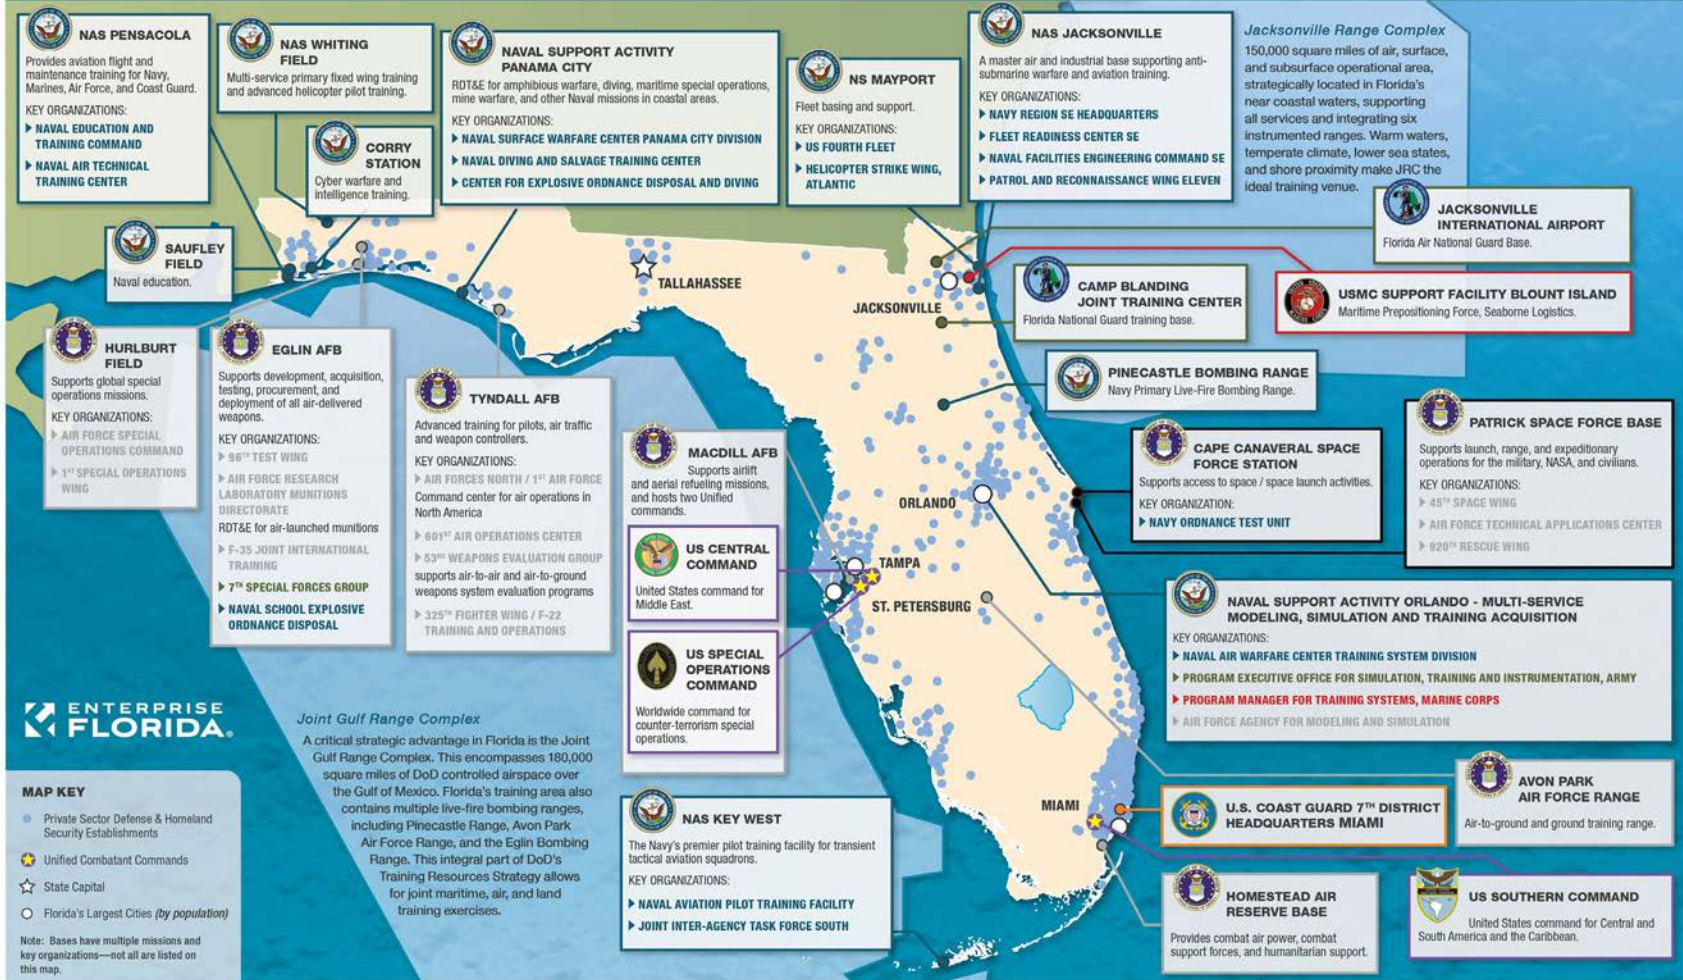 NAS PENSACOLA
Provides aviation flight and
maintenance training for Navy,
Marines, Air Force, and Coast Guard.
KEY ORGANIZATIONS:
NAVAL EDUCATION AND
TRAINING COMMAND
NAVAL AIR TECHNICAL
TRAINING CENTER
NAS WHITING
FIELD
Multi-service primary fixed wing training
and advanced helicopter pilot training.
CORRY
STATION
Cyber warfare and
intelligence training.
NAVAL SUPPORT ACTIVITY
PANAMA CITY
RDT&E for amphibious warfare, diving, maritime special operations,
mine warfare, and other Naval missions in coastal areas.
KEY ORGANIZATIONS:
NAVAL SURFACE WARFARE CENTER PANAMA CITY DIVISION
NAVAL DIVING AND SALVAGE TRAINING CENTER
CENTER FOR EXPLOSIVE ORDNANCE DISPOSAL AND DIVING
NS MAYPORT
Fleet basing and support.
KEY ORGANIZATIONS:
US FOURTH FLEET
HELICOPTER STRIKE WING,
ATLANTIC
NAS JACKSONVILLE
A master air and industrial base supporting anti-
submarine warfare and aviation training.
KEY ORGANIZATIONS:
NAVY REGION SE HEADQUARTERS
FLEET READINESS CENTER SE
NAVAL FACILITIES ENGINEERING COMMAND SE
PATROL AND RECONNAISSANCE WING ELEVEN
Jacksonville Range Complex
150,000 square miles of air, surface,
and subsurface operational area,
strategically located in Florida's
near coastal waters, supporting
all services and integrating six
instrumented ranges. Warm waters,
temperate climate, lower sea states,
and shore proximity make JRC the
ideal training venue.
JACKSONVILLE
INTERNATIONAL AIRPORT
Florida Air National Guard Base.
SAUFLEY
FIELD
Naval education.
TALLAHASSEE
JACKSONVILLE
CAMP BLANDING
JOINT TRAINING CENTER
Florida National Guard training base.
USMC SUPPORT FACILITY BLOUNT ISLAND
Maritime Prepositioning Force, Seaborne Logistics.
HURLBURT
FIELD
Supports global special
operations missions.
KEY ORGANIZATIONS:
AIR FORCE SPECIAL
OPERATIONS COMMAND
1ST SPECIAL OPERATIONS
WING
EGLIN AFB
Supports development, acquisition,
testing, procurement, and
deployment of all air-delivered
weapons.
KEY ORGANIZATIONS:
96TH TEST WING
AIR FORCE RESEARCH
LABORATORY MUNITIONS
DIRECTORATE
RDT&E for air-launched munitions
F-35 JOINT INTERNATIONAL
TRAINING
7TH SPECIAL FORCES GROUP
NAVAL SCHOOL EXPLOSIVE
ORDNANCE DISPOSAL
TYNDALL AFB
Advanced training for pilots, air traffic
and weapon controllers.
KEY ORGANIZATIONS:
AIR FORCES NORTH / 1ST AIR FORCE
Command center for air operations in
North America
601ST AIR OPERATIONS CENTER
53RD WEAPONS EVALUATION GROUP
supports air-to-air and air-to-ground
weapons system evaluation programs
325TH FIGHTER WING / F-22
TRAINING AND OPERATIONS
MACDILL AFB
Supports airlift
and aerial refueling missions,
and hosts two Unified
commands.
US CENTRAL
COMMAND
United States command for
Middle East.
US SPECIAL
OPERATIONS
COMMAND
Worldwide command for
counter-terrorism special
operations.
PINECASTLE BOMBING RANGE
Navy Primary Live-Fire Bombing Range.
CAPE CANAVERAL SPACE
FORCE STATION
Supports access to space / space launch activities.
KEY ORGANIZATION:
NAVY ORDNANCE TEST UNIT
PATRICK SPACE FORCE BASE
Supports launch, range, and expeditionary
operations for the military, NASA, and civilians.
KEY ORGANIZATIONS:
45TH SPACE WING
AIR FORCE TECHNICAL APPLICATIONS CENTER
920TH RESCUE WING
ORLANDO
TAMPA
ST. PETERSBURG
NAVAL SUPPORT ACTIVITY ORLANDO - MULTI-SERVICE
MODELING, SIMULATION AND TRAINING ACQUISITION
KEY ORGANIZATIONS:
NAVAL AIR WARFARE CENTER TRAINING SYSTEM DIVISION
PROGRAM EXECUTIVE OFFICE FOR SIMULATION, TRAINING AND INSTRUMENTATION, ARMY
PROGRAM MANAGER FOR TRAINING SYSTEMS, MARINE CORPS
AIR FORCE AGENCY FOR MODELING AND SIMULATION
ENTERPRISE
FLORIDA®
Joint Gulf Range Complex
A critical strategic advantage in Florida is the Joint
Gulf Range Complex. This encompasses 180,000
square miles of DoD controlled airspace over
the Gulf of Mexico. Florida's training area also
contains multiple live-fire bombing ranges,
including Pinecastle Range, Avon Park
Air Force Range, and the Eglin Bombing
Range. This integral part of DoD's
Training Resources Strategy allows
for joint maritime, air, and land
training exercises.
MAP KEY
Private Sector Defense & Homeland
Security Establishments
Unified Combatant Commands
State Capital
Florida's Largest Cities (by population)
Note: Bases have multiple missions and
key organizations—not all are listed on
this map.
NAS KEY WEST
The Navy's premier pilot training facility for transient
tactical aviation squadrons.
KEY ORGANIZATIONS:
NAVAL AVIATION PILOT TRAINING FACILITY
JOINT INTER-AGENCY TASK FORCE SOUTH
MIAMI
U.S. COAST GUARD 7TH DISTRICT
HEADQUARTERS MIAMI
AVON PARK
AIR FORCE RANGE
Air-to-ground and ground training range.
HOMESTEAD AIR
RESERVE BASE
Provides combat air power, combat
support forces, and humanitarian support.
US SOUTHERN COMMAND
United States command for Central and
South America and the Caribbean.